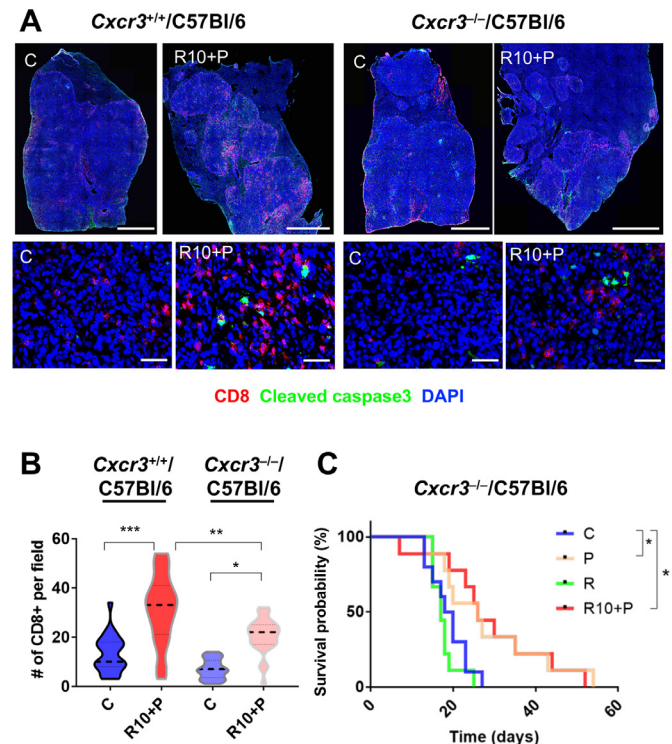 A
Cxcr3+/+/C57Bl/6
Cxcr3–/–/C57Bl/6
C
R10+P
C
R10+P
C
R10+P
C
R10+P
CD8 Cleaved caspase3 DAPI
B
Cxcr3+/+/
C57Bl/6
Cxcr3–/–/
C57Bl/6
# of CD8+ per field
60
40
20
0
***
**
*
C
R10+P
C
R10+P
C
Cxcr3–/–/C57Bl/6
Survival probability (%)
100
50
0
C
P
R
R10+P
*
*
0
20
40
60
Time (days)